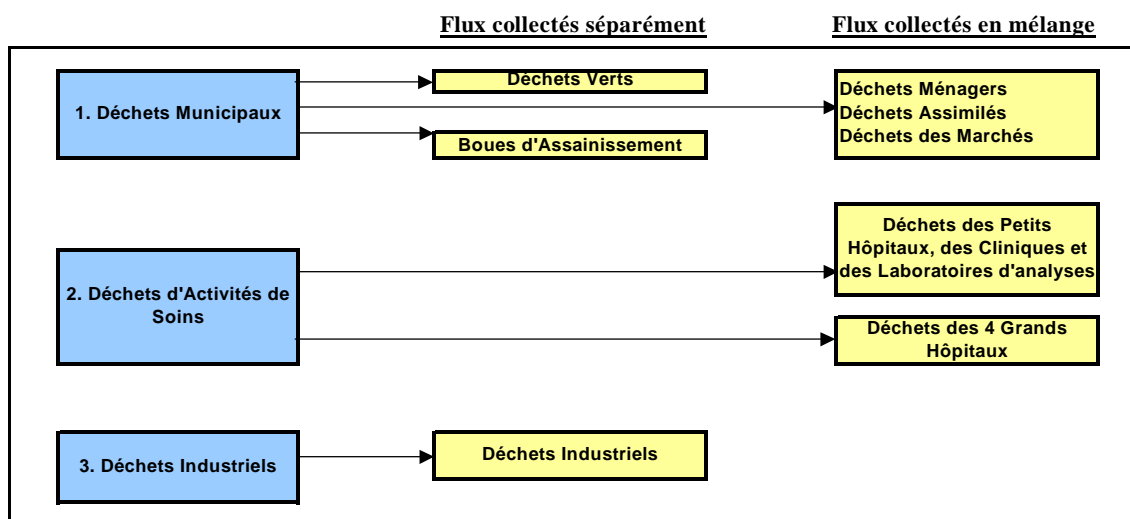 Flux collectés séparément
Flux collectés en mélange
1. Déchets Municipaux
Déchets Verts
Boues d'Assainissement
Déchets Ménagers
Déchets Assimilés
Déchets des Marchés
2. Déchets d'Activités de
Soins
Déchets des Petits
Hôpitaux, des Cliniques et
des Laboratoires d'analyses
Déchets des 4 Grands
Hôpitaux
3. Déchets Industriels
Déchets Industriels